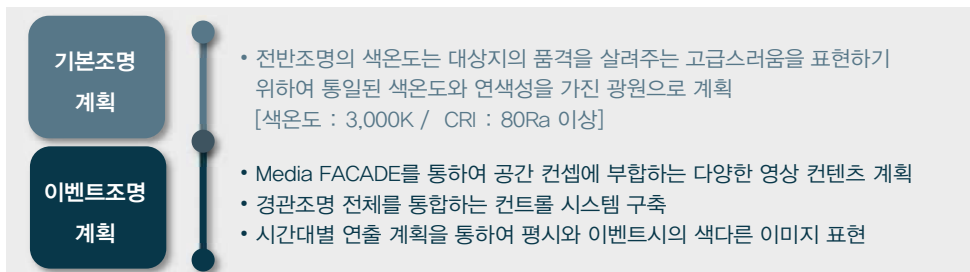 기본조명
계획
• 전반조명의 색온도는 대상지의 품격을 살려주는 고급스러움을 표현하기
위하여 통일된 색온도와 연색성을 가진 광원으로 계획
[색온도 : 3,000K / CRI : 80Ra 이상]
이벤트조명
계획
• Media FACADE를 통하여 공간 컨셉에 부합하는 다양한 영상 컨텐츠 계획
• 경관조명 전체를 통합하는 컨트롤 시스템 구축
• 시간대별 연출 계획을 통하여 평시와 이벤트시의 색다른 이미지 표현